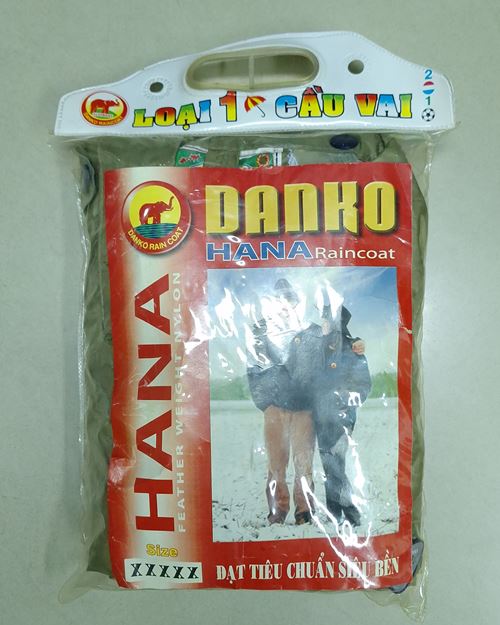 LOẠI 1 CẦU VAI
2
1
DANKO RAIN COAT
DANKO
HANA Raincoat
HANA
FEATHER WEIGHT NYLON
Size
XXXXX
ĐẠT TIÊU CHUẨN SIÊU BỀN